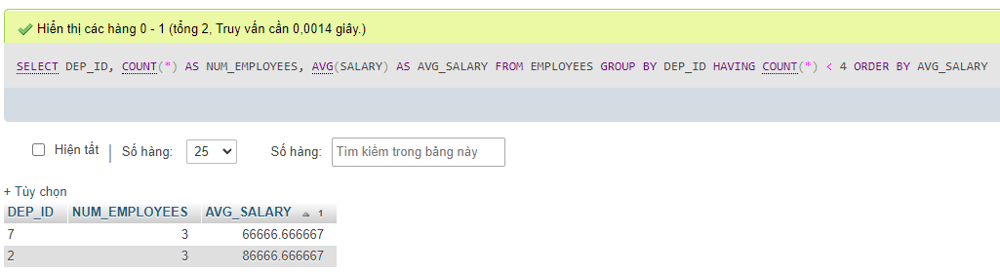 Hiển thị các hàng 0 - 1 (tổng 2, Truy vấn cần 0,0014 giây.)
SELECT DEP_ID, COUNT(*) AS NUM_EMPLOYEES, AVG(SALARY) AS AVG_SALARY FROM EMPLOYEES GROUP BY DEP_ID HAVING COUNT(*) < 4 ORDER BY AVG_SALARY
Hiện tất | Số hàng: 25 Số hàng: Tìm kiếm trong bảng này
+ Tùy chọn
DEP_ID NUM_EMPLOYEES AVG_SALARY 1
7 3 66666.666667
2 3 86666.666667